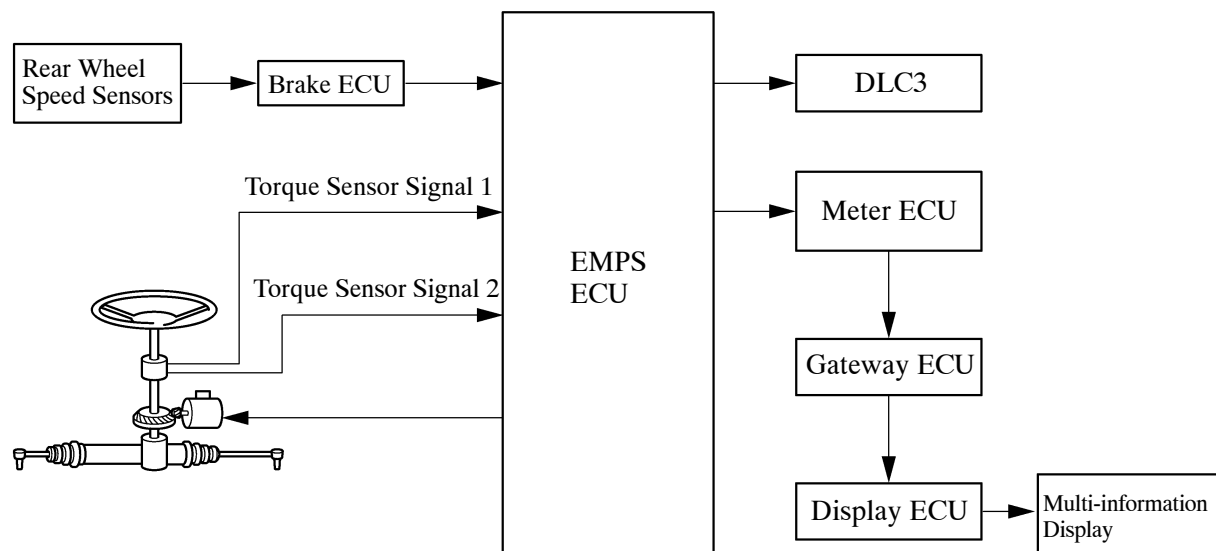 Rear Wheel
Speed Sensors
Brake ECU
Torque Sensor Signal 1
Torque Sensor Signal 2
EMPS
ECU
DLC3
Meter ECU
Gateway ECU
Display ECU
Multi-information
Display